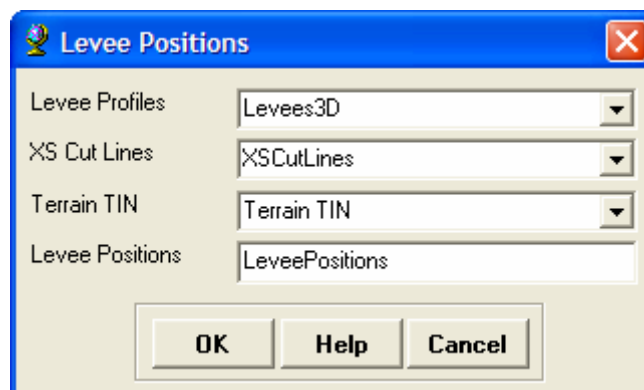 Levee Positions
Levee Profiles Levees3D
XS Cut Lines XSCutLines
Terrain TIN Terrain TIN
Levee Positions LeveePositions
OK Help Cancel